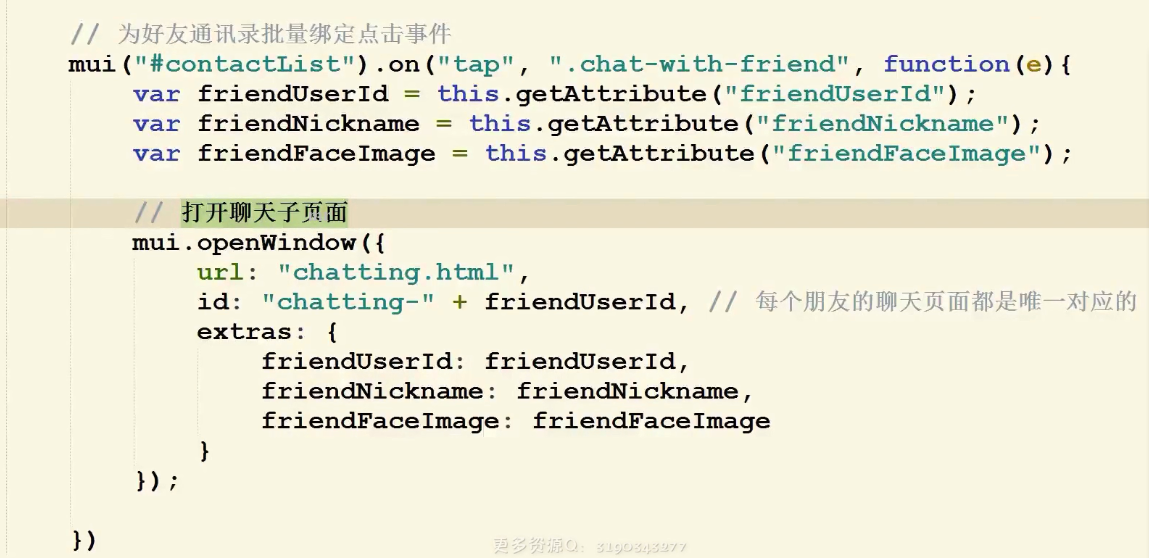 // 为好友通讯录批量绑定点击事件
mui("#contactList").on("tap", ".chat-with-friend", function(e){
    var friendUserId = this.getAttribute("friendUserId");
    var friendNickname = this.getAttribute("friendNickname");
    var friendFaceImage = this.getAttribute("friendFaceImage");
    // 打开聊天子页面
    mui.openWindow({
        url: "chatting.html",
        id: "chatting-" + friendUserId, // 每个朋友的聊天页面都是唯一对应的
        extras: {
            friendUserId: friendUserId,
            friendNickname: friendNickname,
            friendFaceImage: friendFaceImage
        }
    });
})
更多资源Q: